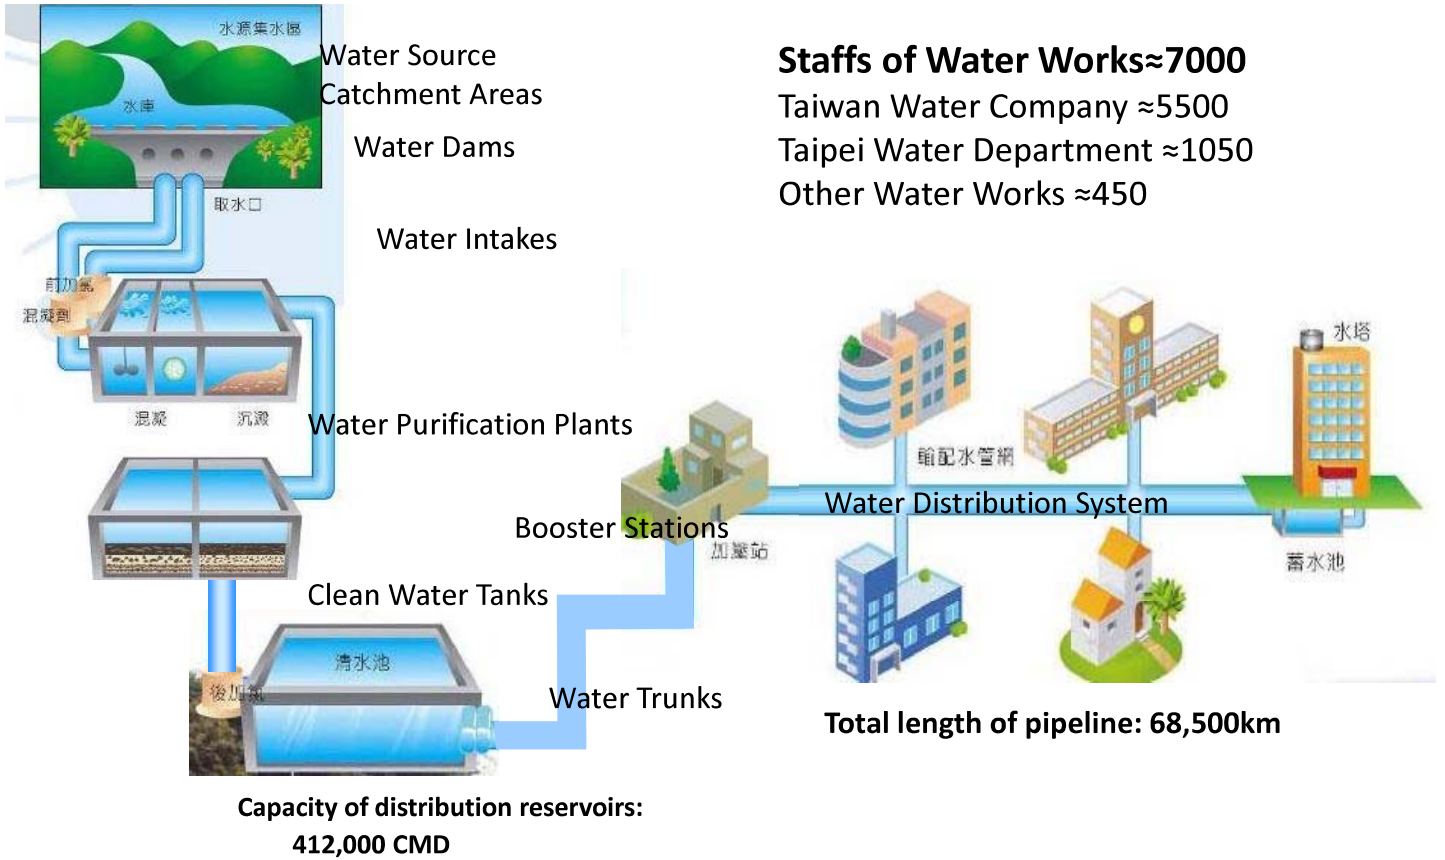 水源集水區
Water Source
Catchment Areas
水庫
Water Dams
取水口
Water Intakes
前加氯
混凝劑
混凝
沉澱
Water Purification Plants
Clean Water Tanks
清水池
後加氯
Water Trunks
Capacity of distribution reservoirs:
412,000 CMD
Booster Stations
加壓站
Staffs of Water Works≈7000
Taiwan Water Company ≈5500
Taipei Water Department ≈1050
Other Water Works ≈450
水塔
輸配水管網
Water Distribution System
蓄水池
Total length of pipeline: 68,500km